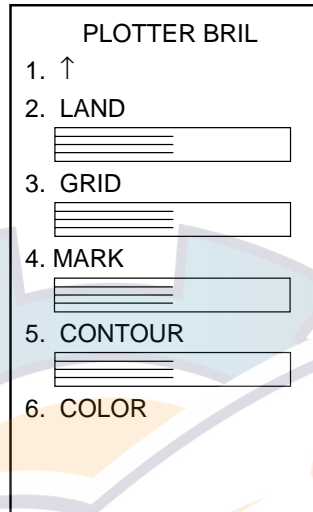 PLOTTER BRIL
1. ↑
2. LAND
3. GRID
4. MARK
5. CONTOUR
6. COLOR